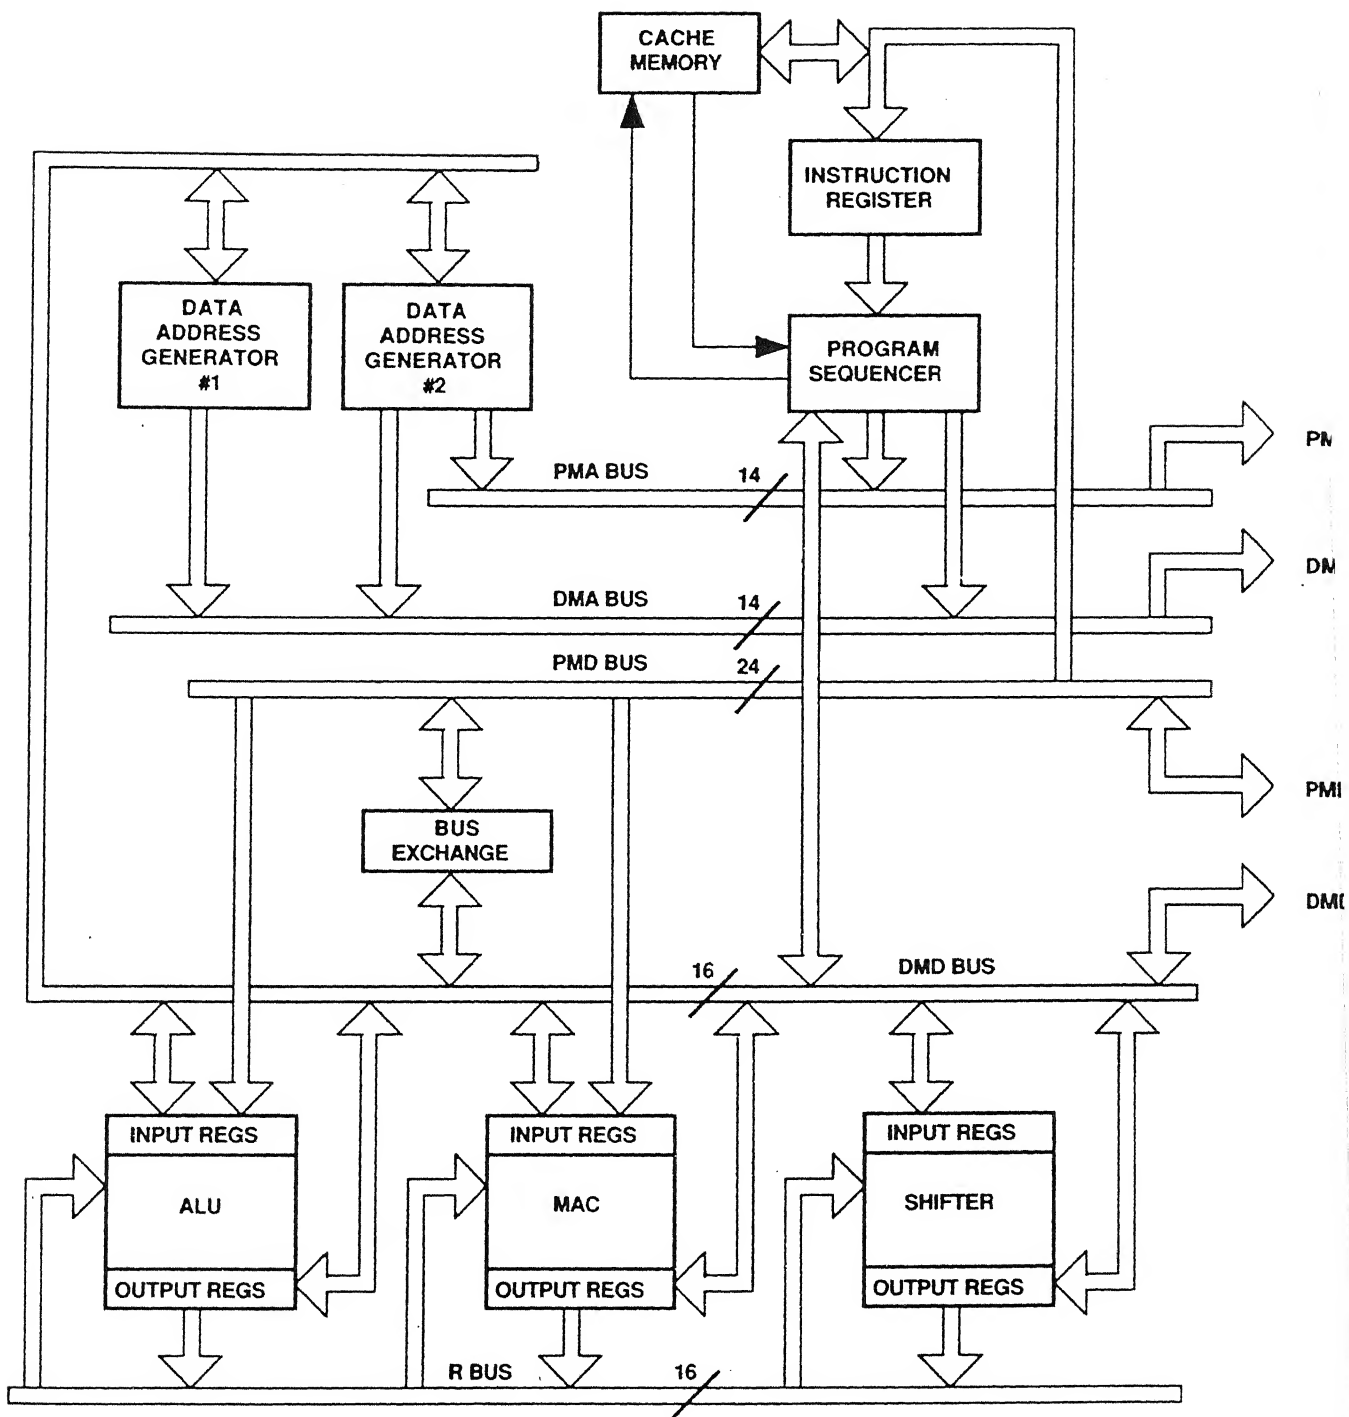 CACHE
MEMORY
INSTRUCTION
REGISTER
DATA
ADDRESS
GENERATOR
#1
DATA
ADDRESS
GENERATOR
#2
PROGRAM
SEQUENCER
PMA BUS
14
DMA BUS
14
PMD BUS
24
BUS
EXCHANGE
16
DMD BUS
INPUT REGS
ALU
OUTPUT REGS
INPUT REGS
MAC
OUTPUT REGS
INPUT REGS
SHIFTER
OUTPUT REGS
R BUS
16